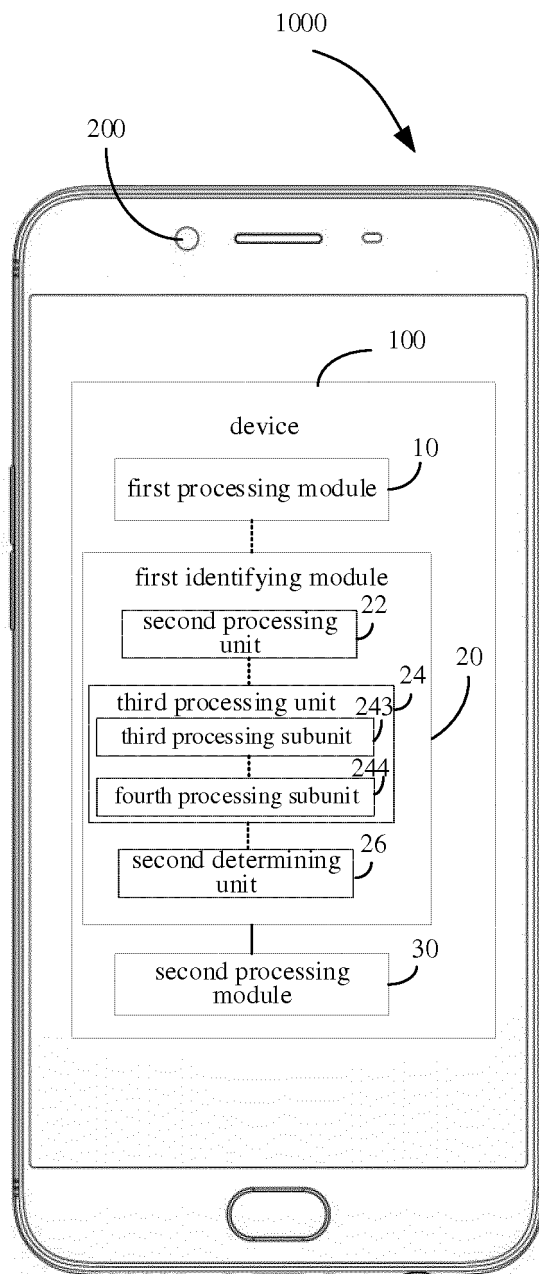 1000
200
100
device
10
first processing module
first identifying module
22
second processing
unit
24
20
third processing unit
243
third processing subunit
244
fourth processing subunit
26
second determining
unit
30
second processing
module